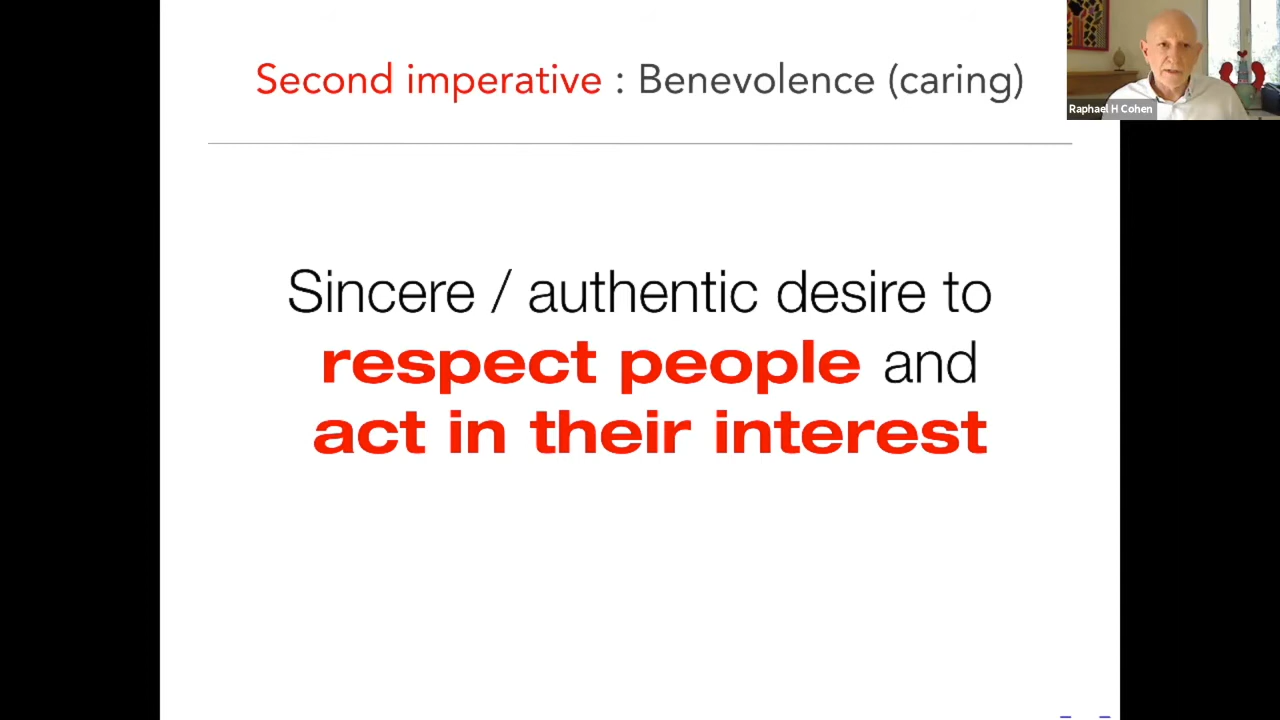 Second imperative : Benevolence (caring)
Raphael H Cohen
Sincere / authentic desire to
respect people and
act in their interest